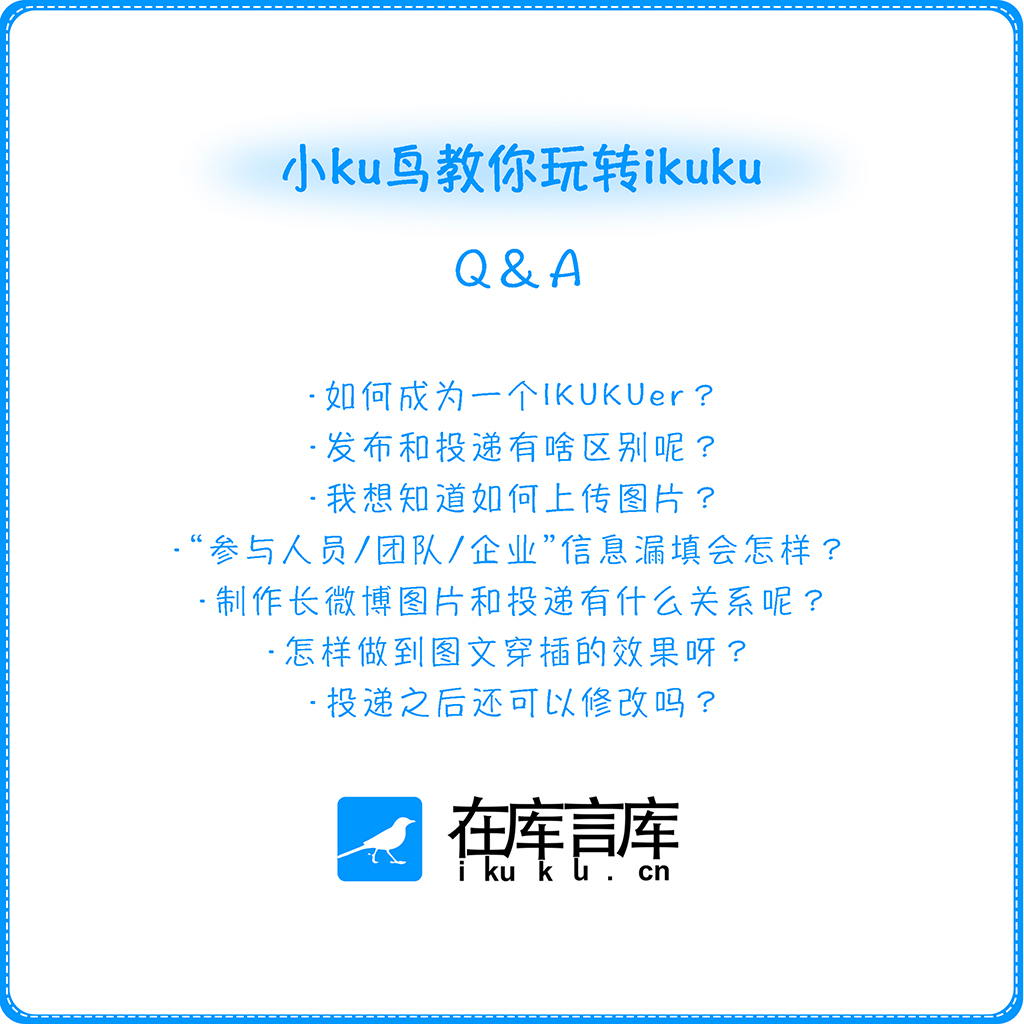 小ku鸟教你玩转ikuku
Q&A
·如何成为一个IKUKUer？
·发布和投递有啥区别呢？
·我想知道如何上传图片？
·“参与人员/团队/企业”信息漏填会怎样？
·制作长微博图片和投递有什么关系呢？
·怎样做到图文穿插的效果呀？
·投递之后还可以修改吗？
在库言库
ikuku.cn